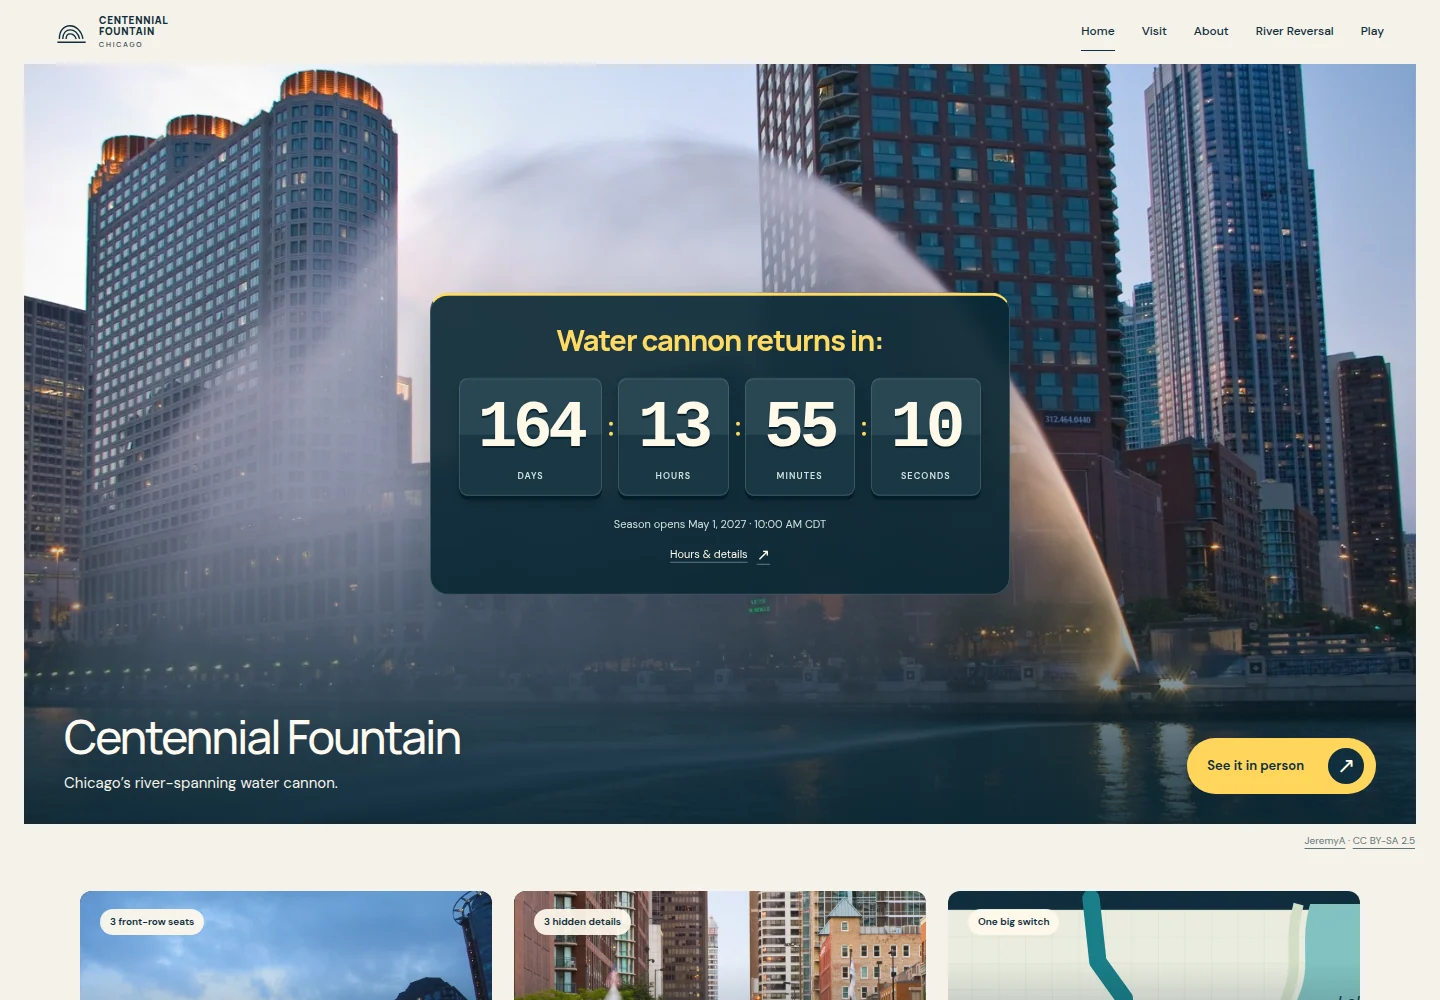 CENTENNIAL
FOUNTAIN
CHICAGO
Home Visit About River Reversal Play
Water cannon returns in:
164 : 13 : 55 : 10
DAYS HOURS MINUTES SECONDS
312.464.0440
Season opens May 1, 2027 · 10:00 AM CDT
Hours & details ↗
Centennial Fountain
Chicago’s river-spanning water cannon.
See it in person ↗
JeremyA · CC BY-SA 2.5
3 front-row seats
3 hidden details
One big switch